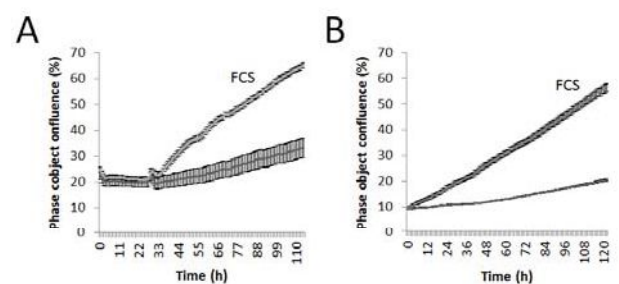 A
B
Phase cobject onfluence (%)
70
60
50
40
30
20
10
0
FCS
0 11 22 33 44 55 66 77 88 99 110
Time (h)
Phase object confluence (%)
70
60
50
40
30
20
10
0
FCS
0 12 24 36 48 60 72 84 96 108 120
Time (h)